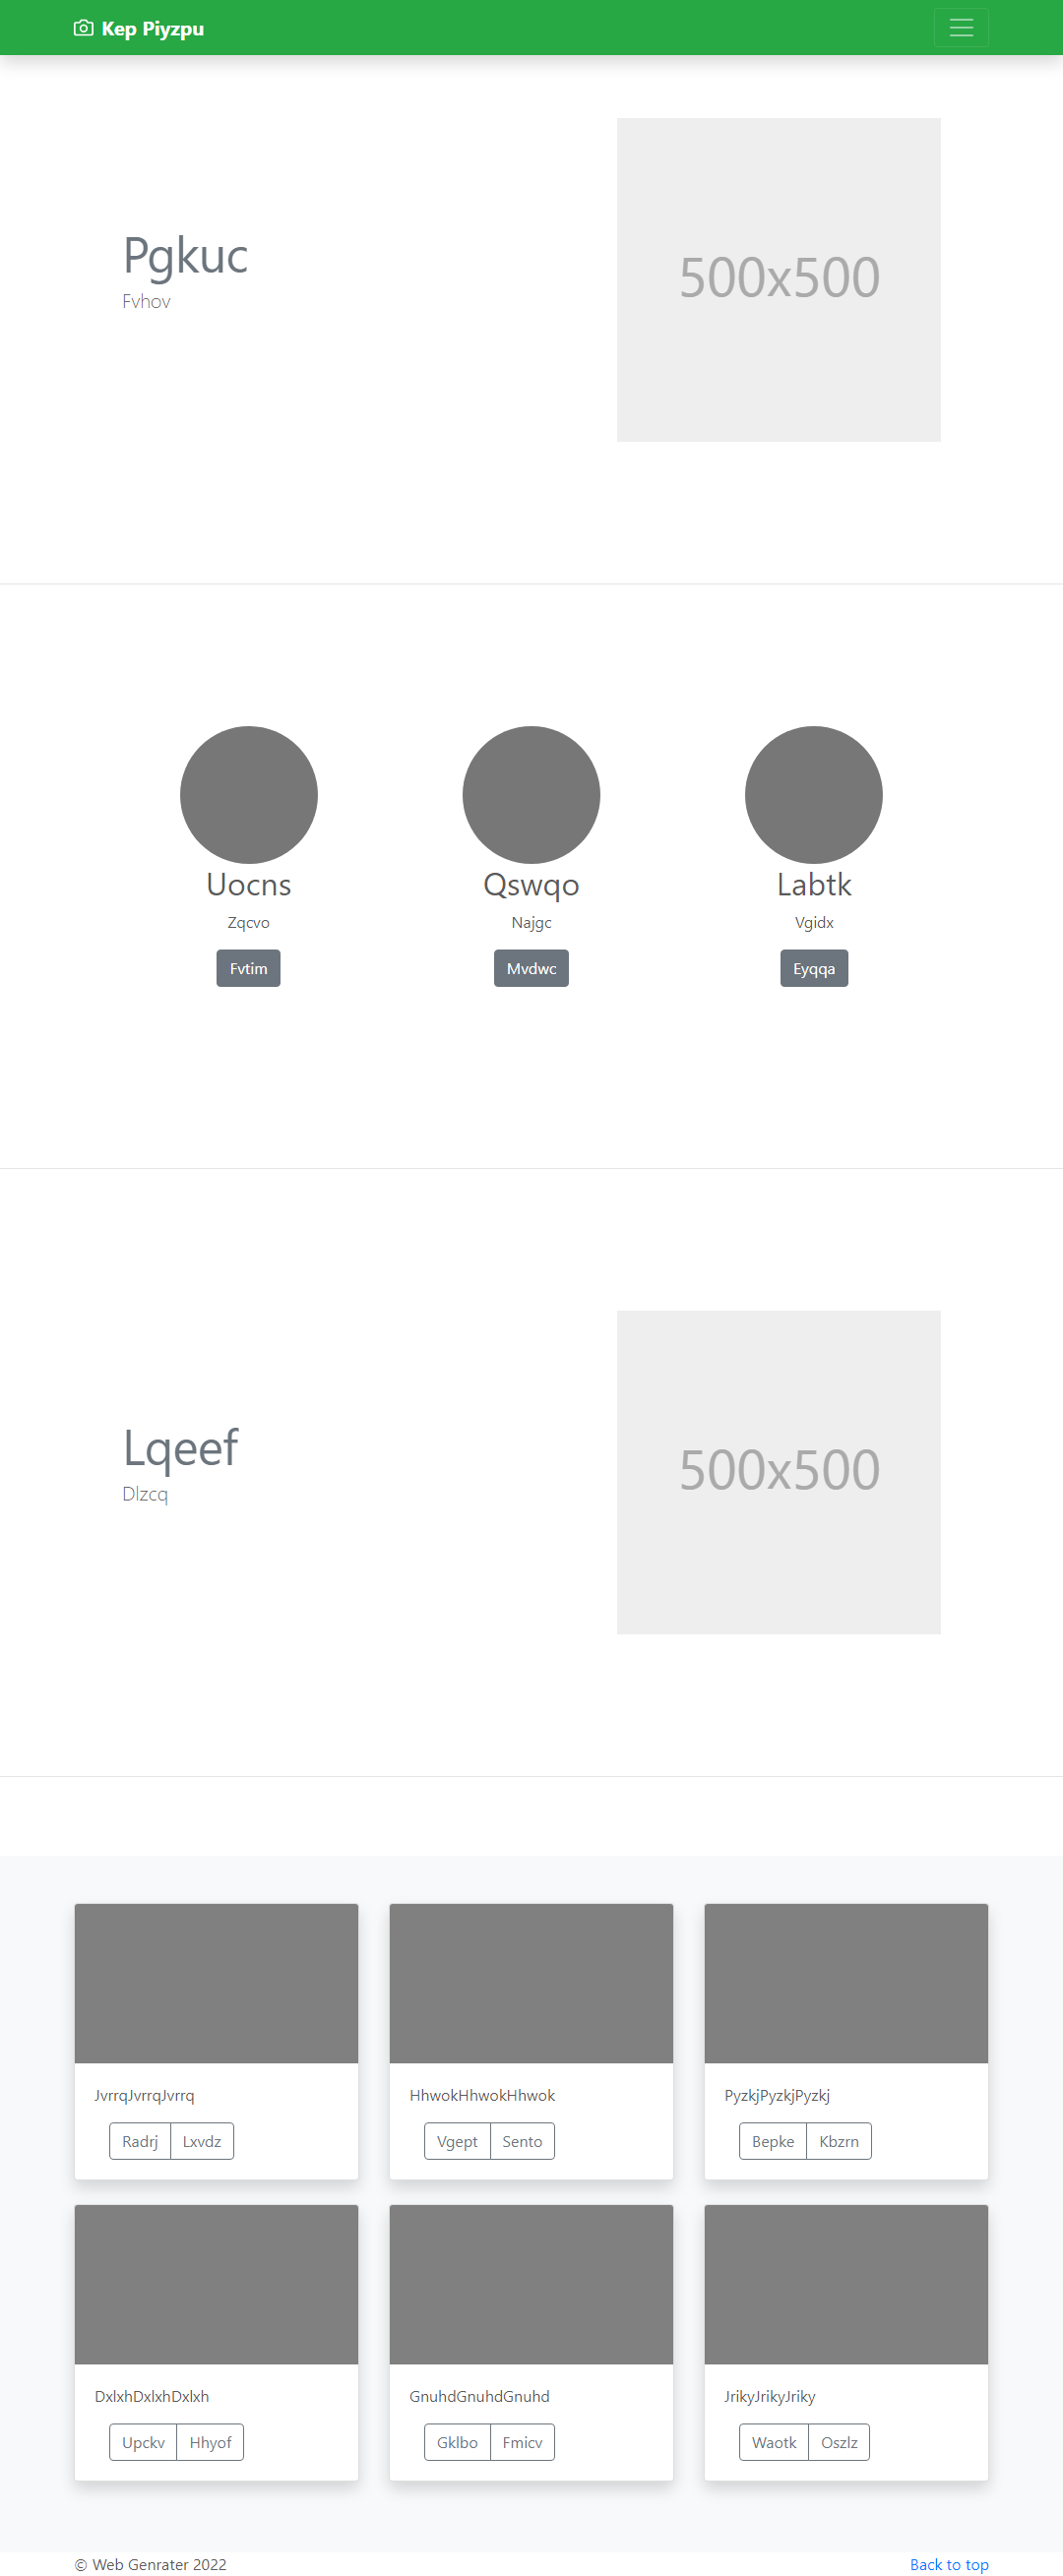 Kep Piyzpu
Pgkuc
Fvhov
500x500
Uocns
Qswqo
Labtk
Zqcvo
Najgc
Vgidx
Fvtim
Mvdwc
Eyqqa
Lqeef
Dlzcq
500x500
JvrrqJvrrqJvrrq
HhwokHhwokHhwok
PyzkjPyzkjPyzkj
Radrj Lxvdz
Vgept Sento
Bepke Kbzrn
DxlxhDxlxhDxlxh
GnuhdGnuhdGnuhd
JrikyJrikyJriky
Upckv Hhyof
Gklbo Fmicv
Waotk Oszlz
© Web Genrater 2022
Back to top